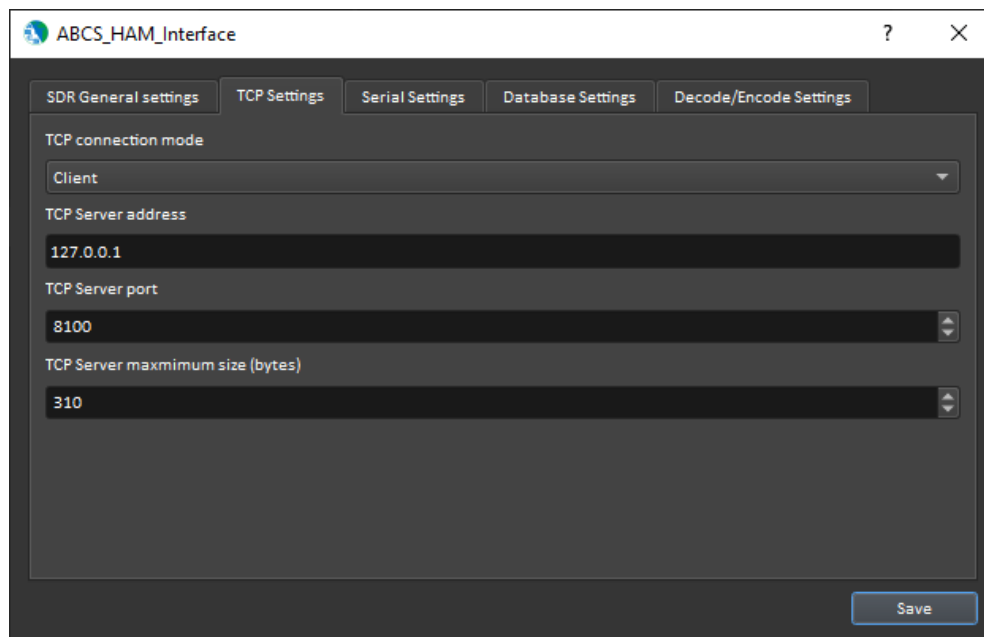 ABCS_HAM_Interface
?
SDR General settings
TCP Settings
Serial Settings
Database Settings
Decode/Encode Settings
TCP connection mode
Client
TCP Server address
127.0.0.1
TCP Server port
8100
TCP Server maxmimum size (bytes)
310
Save